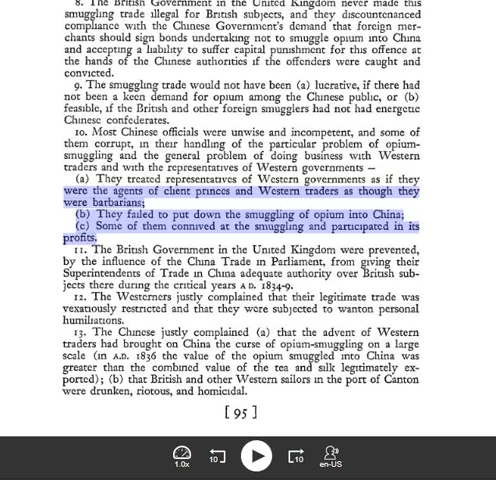 8. The British Government in the United Kingdom never made this
smuggling trade illegal for British subjects, and they discountenanced
compliance with the Chinese Government's demand that foreign mer-
chants should sign bonds undertaking not to smuggle opium into China
and accepting a liability to suffer capital punishment for this offence at
the hands of the Chinese authorities if the offenders were caught and
convicted.
9. The smuggling trade would not have been (a) lucrative, if there had
not been a keen demand for opium among the Chinese public, or (b)
feasible, if the British and other foreign smugglers had not had energetic
Chinese confederates.
10. Most Chinese officials were unwise and incompetent, and some of
them corrupt, in their handling of the particular problem of opium-
smuggling and the general problem of doing business with Western
traders and with the representatives of Western governments —
(a) They treated representatives of Western governments as if they
were the agents of client princes and Western traders as though they
were barbarians;
(b) They failed to put down the smuggling of opium into China;
(c) Some of them connived at the smuggling and participated in its
profits.
11. The British Government in the United Kingdom were prevented,
by the influence of the China Trade in Parliament, from giving their
Superintendents of Trade in China adequate authority over British sub-
jects there during the critical years A D. 1834-9.
12. The Westerners justly complained that their legitimate trade was
vexatiously restricted and that they were subjected to wanton personal
humiliations.
13. The Chinese justly complained (a) that the advent of Western
traders had brought on China the curse of opium-smuggling on a large
scale (in A.D. 1836 the value of the opium smuggled into China was
greater than the combined value of the tea and silk legitimately ex-
ported); (b) that British and other Western sailors in the port of Canton
were drunken, riotous, and homicidal.
[ 95 ]
1.0x
10
10
en-US